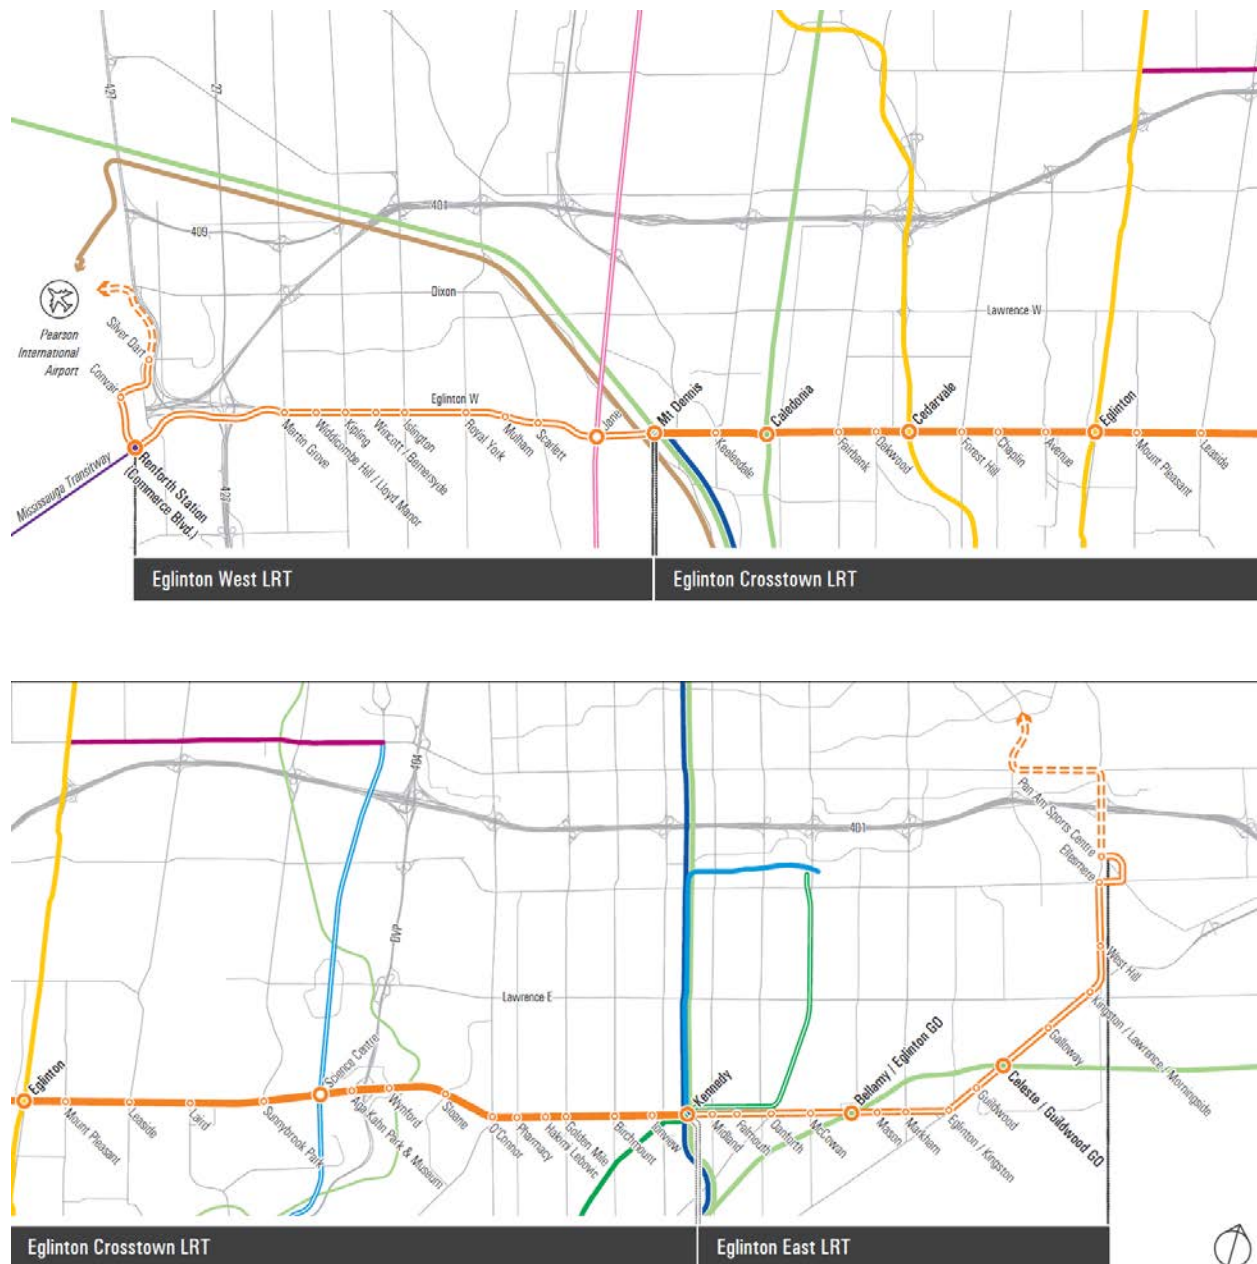 427
27
401
409
Dixon
Lawrence W
Pearson
International
Airport
Silver Dart
Convair
Eglinton W
Mt Dennis
Caledonia
Cedarvale
Eglinton
Jane
Martin Grove
Widdicombe Hill / Lloyd Manor
Kipling
Wincott / Bemersyde
Islington
Royal York
Mulham
Scarlett
Keelesdale
Fairbank
Oakwood
Forest Hill
Chaplin
Avenue
Mount Pleasant
Leaside
Mississauga Transitway
Renforth Station
(Commerce Blvd.)
427
Eglinton West LRT
Eglinton Crosstown LRT
404
401
Pan Am Sports Centre
Ellesmere
DVP
West Hill
Lawrence E
Kingston / Lawrence / Morningside
Galloway
Eglinton
Science Centre
Kennedy
Bellamy / Eglinton GO
Celeste / Guildwood GO
Guildwood
Mount Pleasant
Leaside
Laird
Sunnybrook Park
Aga Khan Park & Museum
Wynford
Sloane
O'Connor
Pharmacy
Hakimi Lebovic
Golden Mile
Birchmount
Ionview
Midland
Falmouth
Danforth
McCowan
Mason
Markham
Eglinton / Kingston
Eglinton Crosstown LRT
Eglinton East LRT